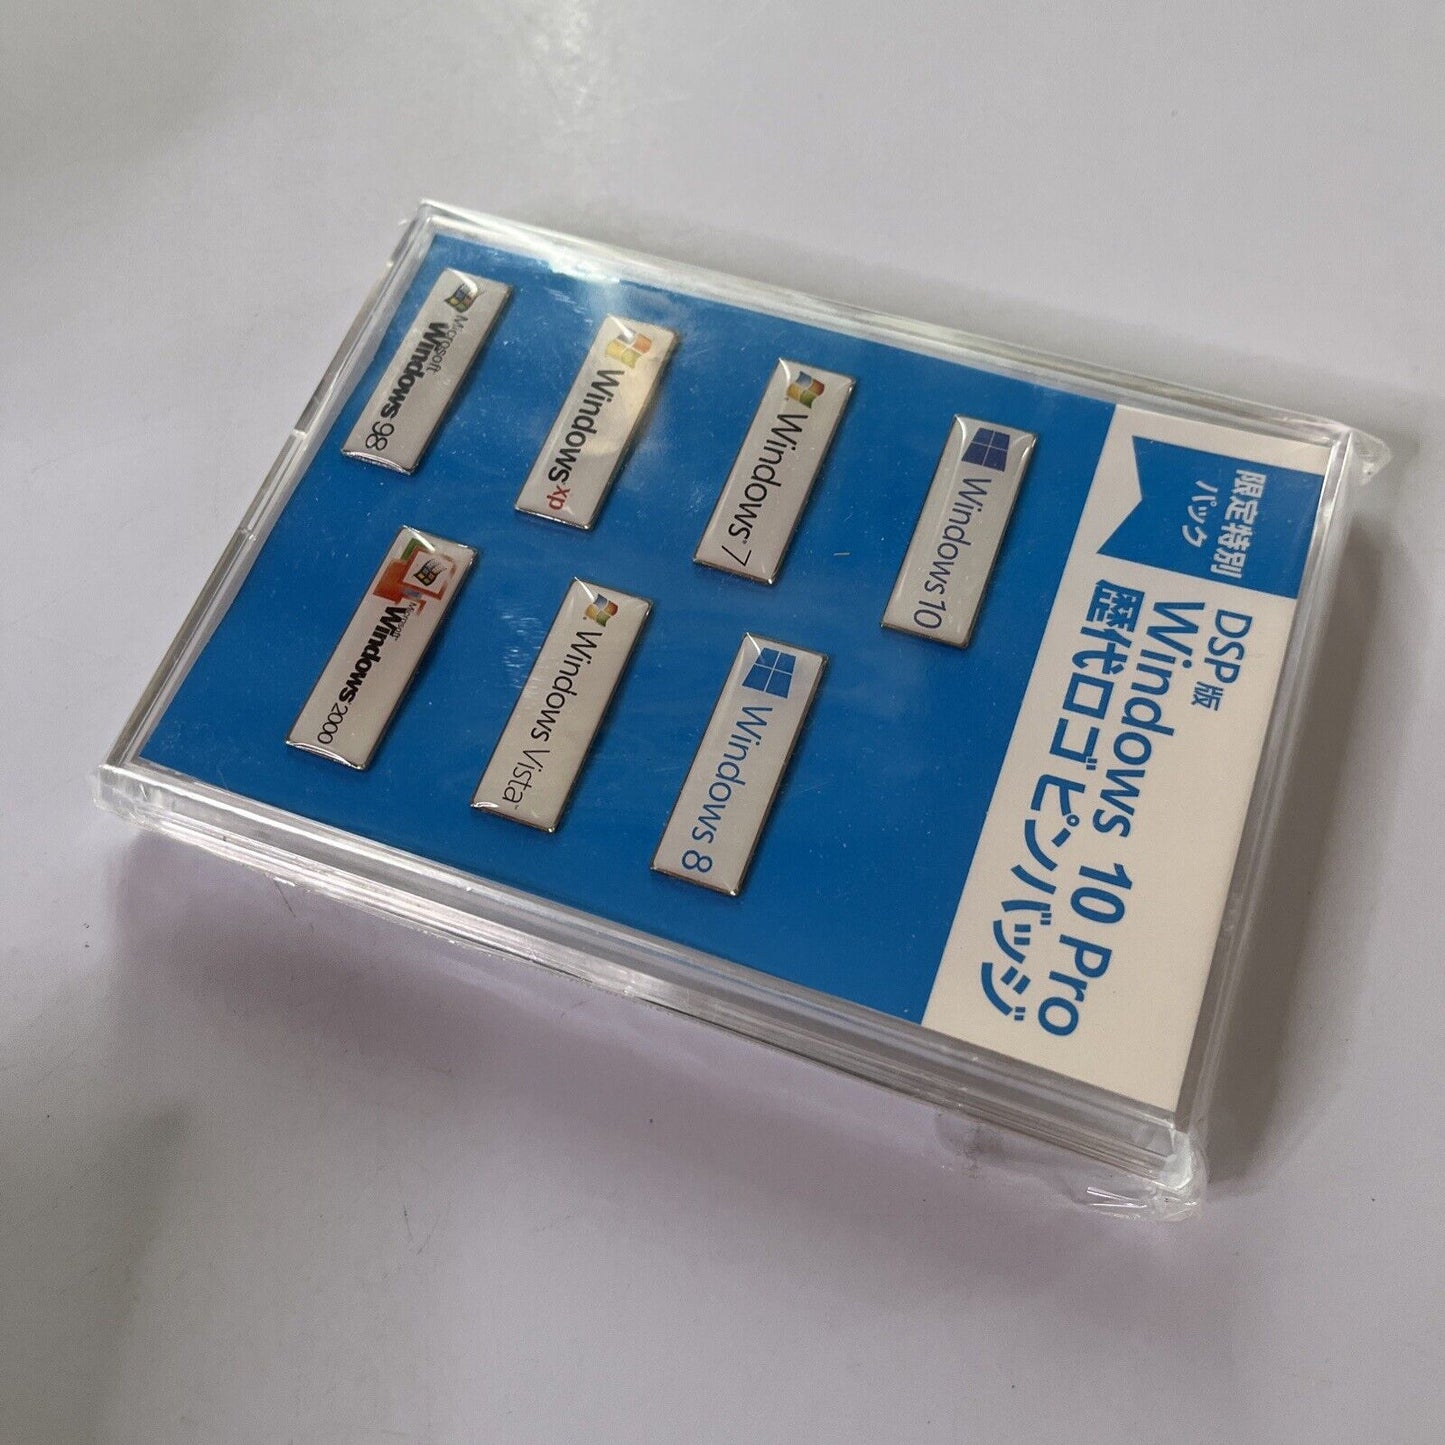 限定特別
パック
DSP版
Windows 10 Pro
歴代ロゴピンバッジ
Microsoft
Windows 98
Microsoft
Windows 2000
Windows xp
Windows Vista™
Windows 7
Windows 8
Windows 10